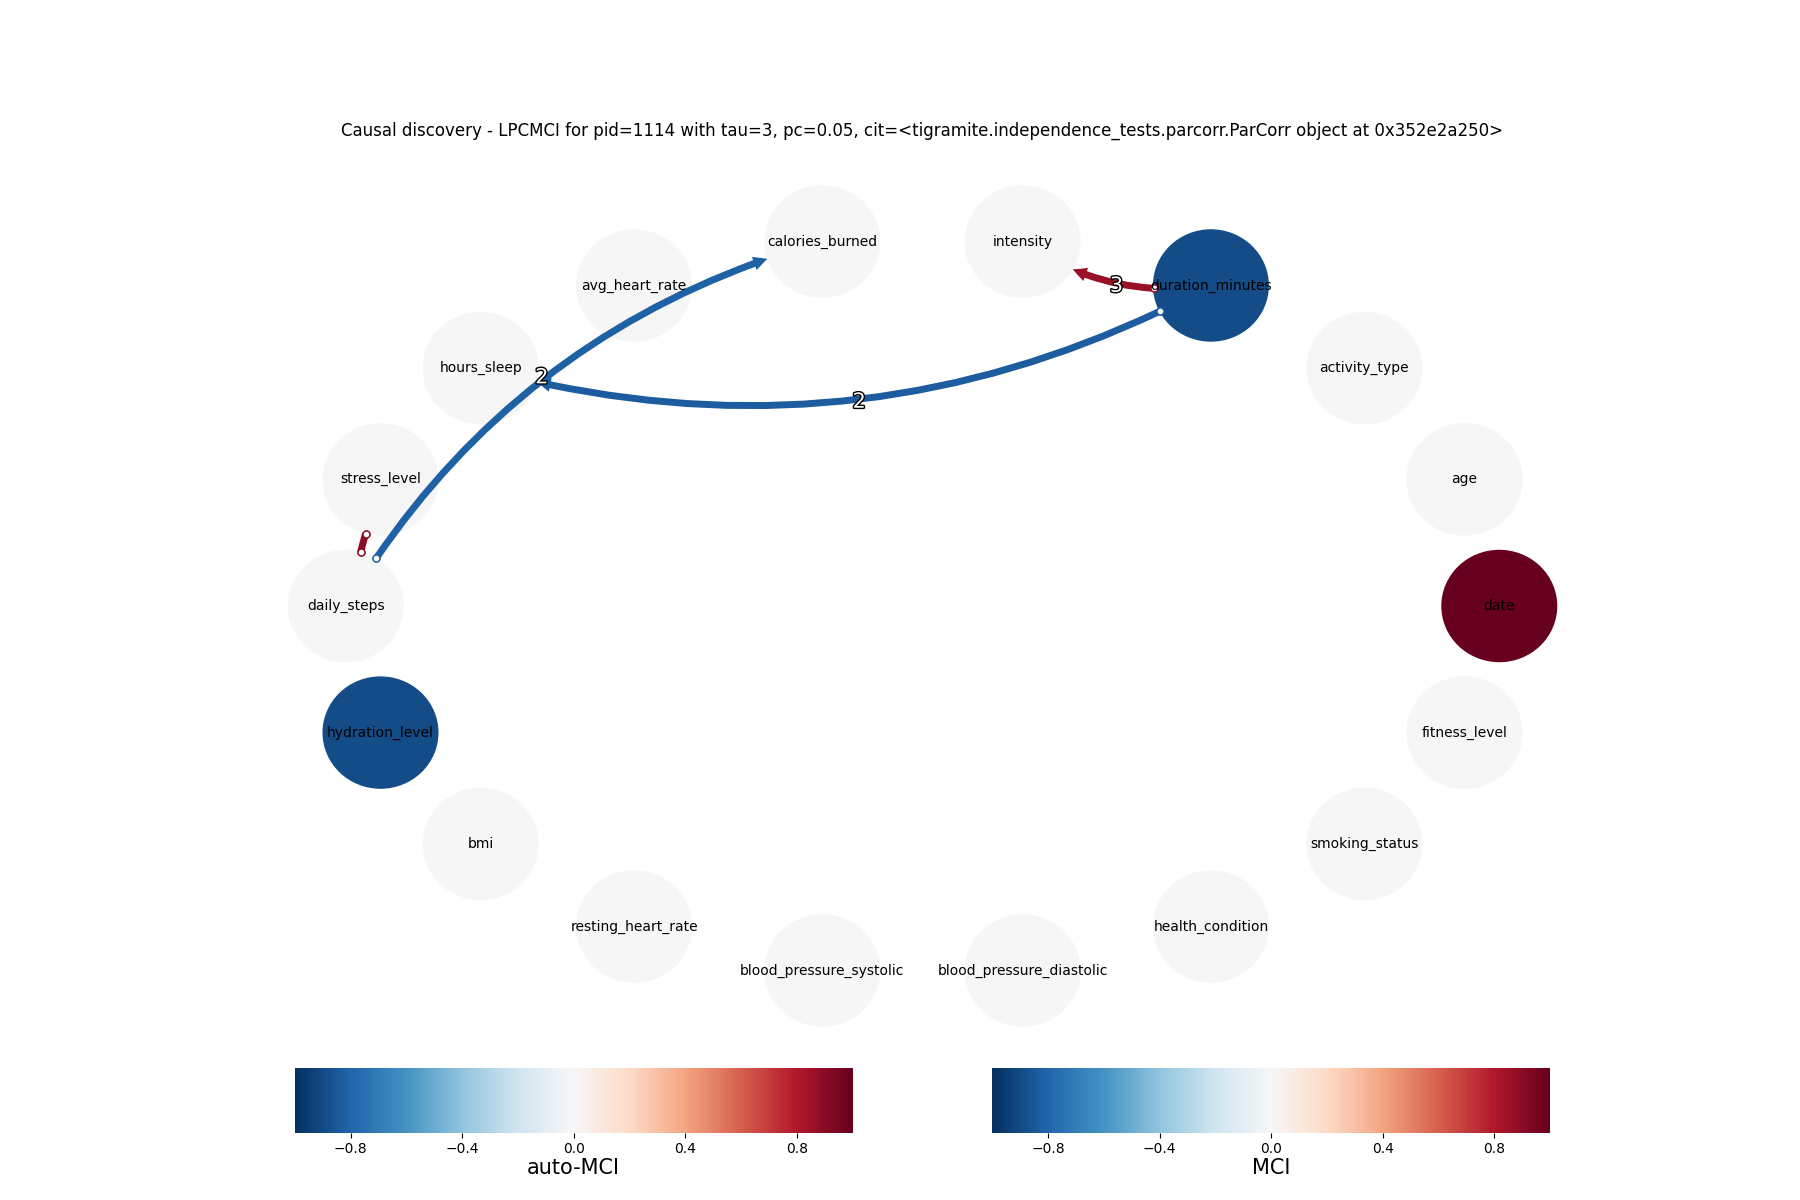 Causal discovery - LPCMCI for pid=1114 with tau=3, pc=0.05, cit=<tigramite.independence_tests.parcorr.ParCorr object at 0x352e2a250>
calories_burned
intensity
avg_heart_rate
3
duration_minutes
hours_sleep
2
2
activity_type
stress_level
age
daily_steps
date
hydration_level
fitness_level
bmi
smoking_status
resting_heart_rate
health_condition
blood_pressure_systolic
blood_pressure_diastolic
−0.8 −0.4 0.0 0.4 0.8
auto-MCI
−0.8 −0.4 0.0 0.4 0.8
MCI